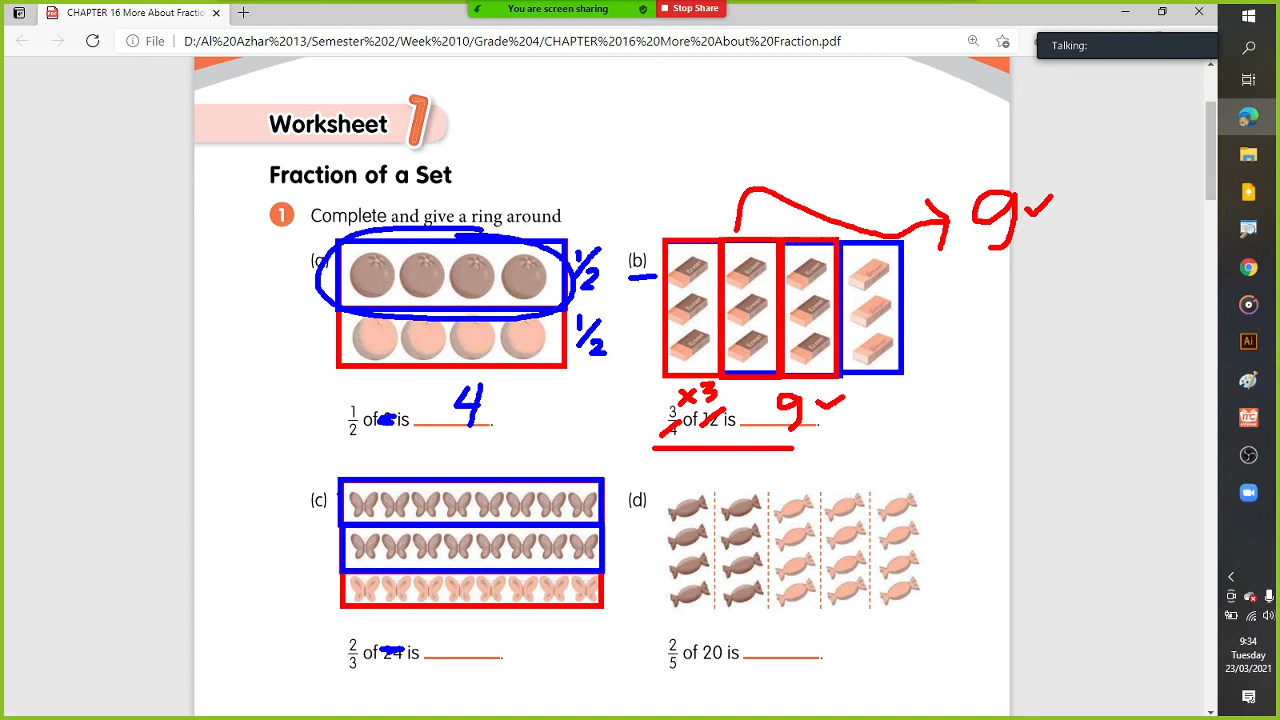 You are screen sharing
Stop Share
CHAPTER 16 More About Fractio
File
D:/Al%20Azhar%2013/Semester%202/Week%2010/Grade%204/CHAPTER%2016%20More%20About%20Fraction.pdf
Talking:
Worksheet 1
Fraction of a Set
1 Complete and give a ring around
1/2
(b)
9
1/2
1/2 of is 4.
×3
3/4 of 12 is 9.
(c)
(d)
2/3 of 24 is ______.
2/5 of 20 is ______.
9:34
Tuesday
23/03/2021